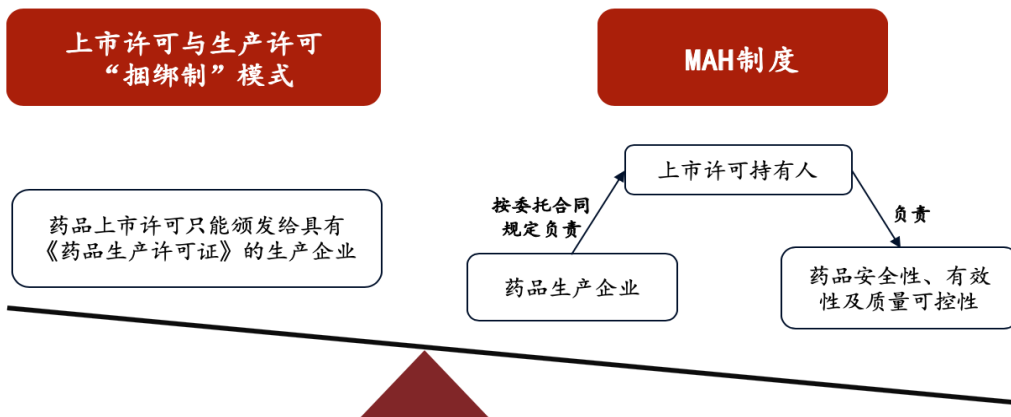 上市许可与生产许可
“捆绑制”模式
MAH制度
药品上市许可只能颁发给具有
《药品生产许可证》的生产企业
上市许可持有人
按委托合同
规定负责
负责
药品生产企业
药品安全性、有效
性及质量可控性